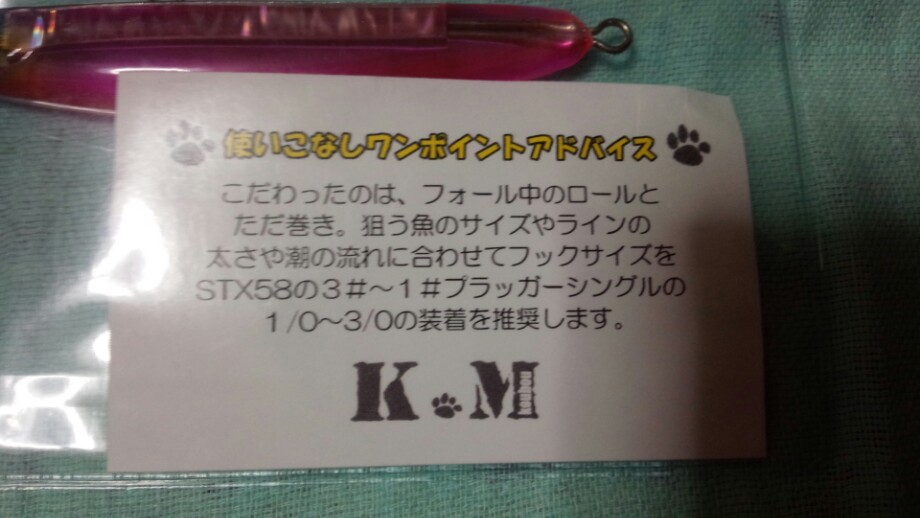 使いこなしワンポイントアドバイス
こだわったのは、フォール中のロールと
ただ巻き。狙う魚のサイズやラインの
太さや潮の流れに合わせてフックサイズを
STX58の3#〜1#プラッガーシングルの
1/0〜3/0の装着を推奨します。
K.M
koubou